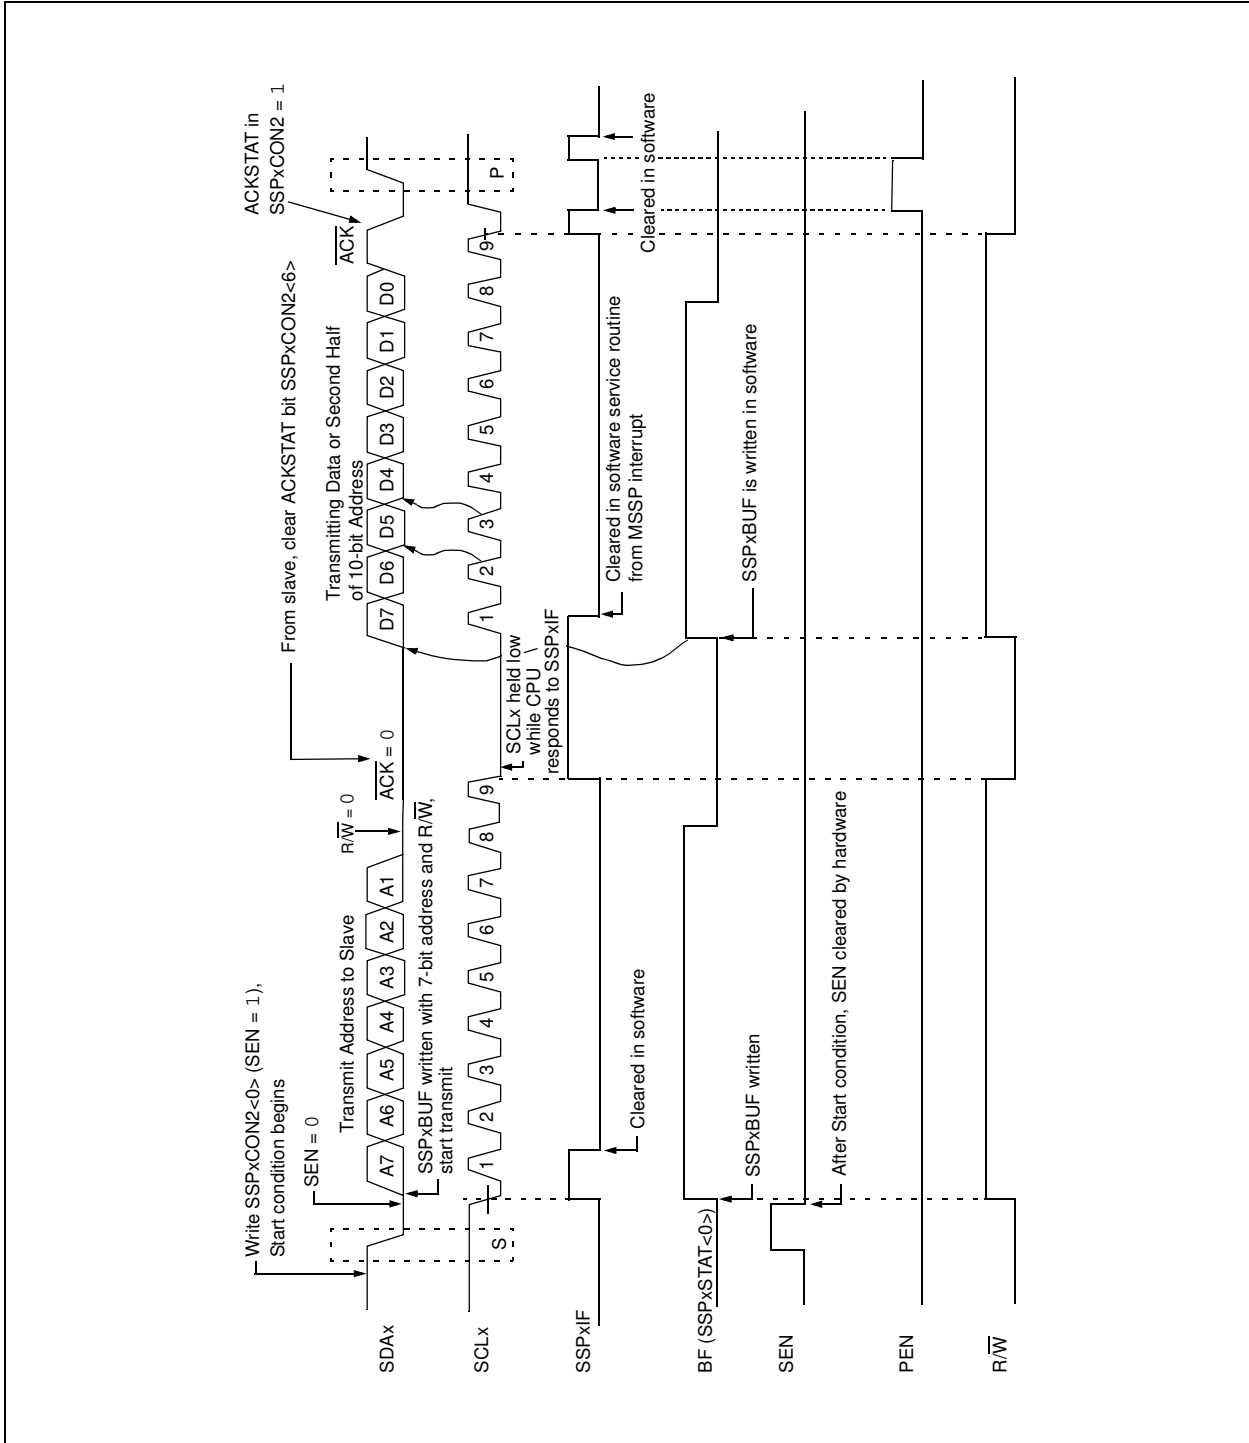 Write SSPxCON2<0> (SEN = 1),
Start condition begins
SEN = 0
From slave, clear ACKSTAT bit SSPxCON2<6>
ACKSTAT in
SSPxCON2 = 1
Transmit Address to Slave
R/W = 0
ACK = 0
Transmitting Data or Second Half
of 10-bit Address
ACK
SDAx
A7 A6 A5 A4 A3 A2 A1
D7 D6 D5 D4 D3 D2 D1 D0
SSPxBUF written with 7-bit address and R/W,
start transmit
SCLx
S
1 2 3 4 5 6 7 8 9
1 2 3 4 5 6 7 8 9
P
SCLx held low
while CPU
responds to SSPxIF
SSPxIF
Cleared in software
Cleared in software service routine
from MSSP interrupt
Cleared in software
BF (SSPxSTAT<0>)
SSPxBUF written
SSPxBUF is written in software
SEN
After Start condition, SEN cleared by hardware
PEN
R/W